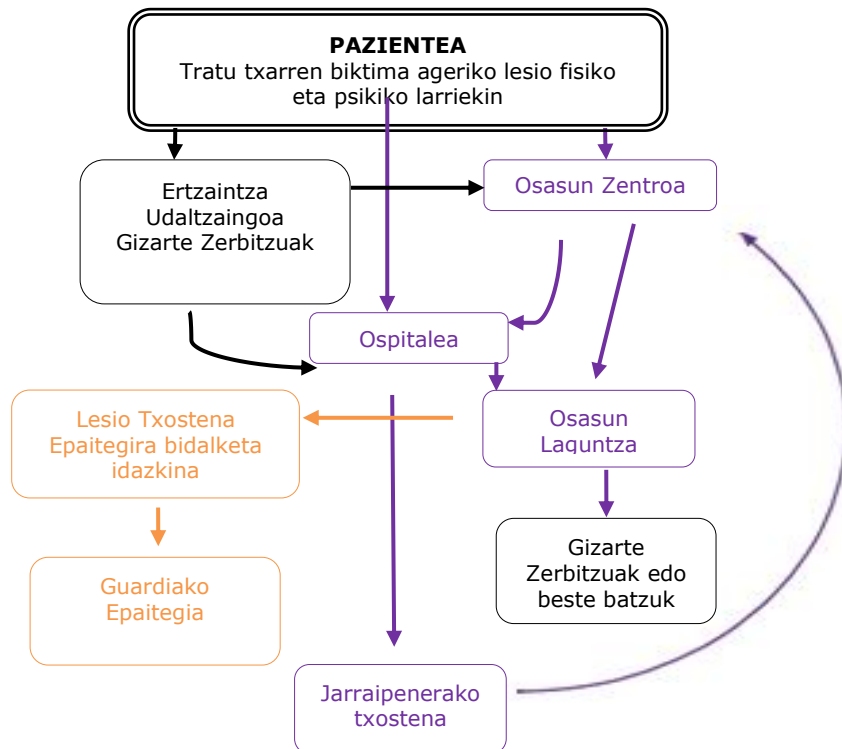 PAZIENTEA
Tratu txarren biktima ageriko lesio fisiko
eta psikiko larriekin
Ertzaintza
Udaltzaingoa
Gizarte Zerbitzuak
Osasun Zentroa
Ospitalea
Lesio Txostena
Epaitegira bidalketa
idazkina
Osasun
Laguntza
Guardiako
Epaitegia
Gizarte
Zerbitzuak edo
beste batzuk
Jarraipenerako
txostena